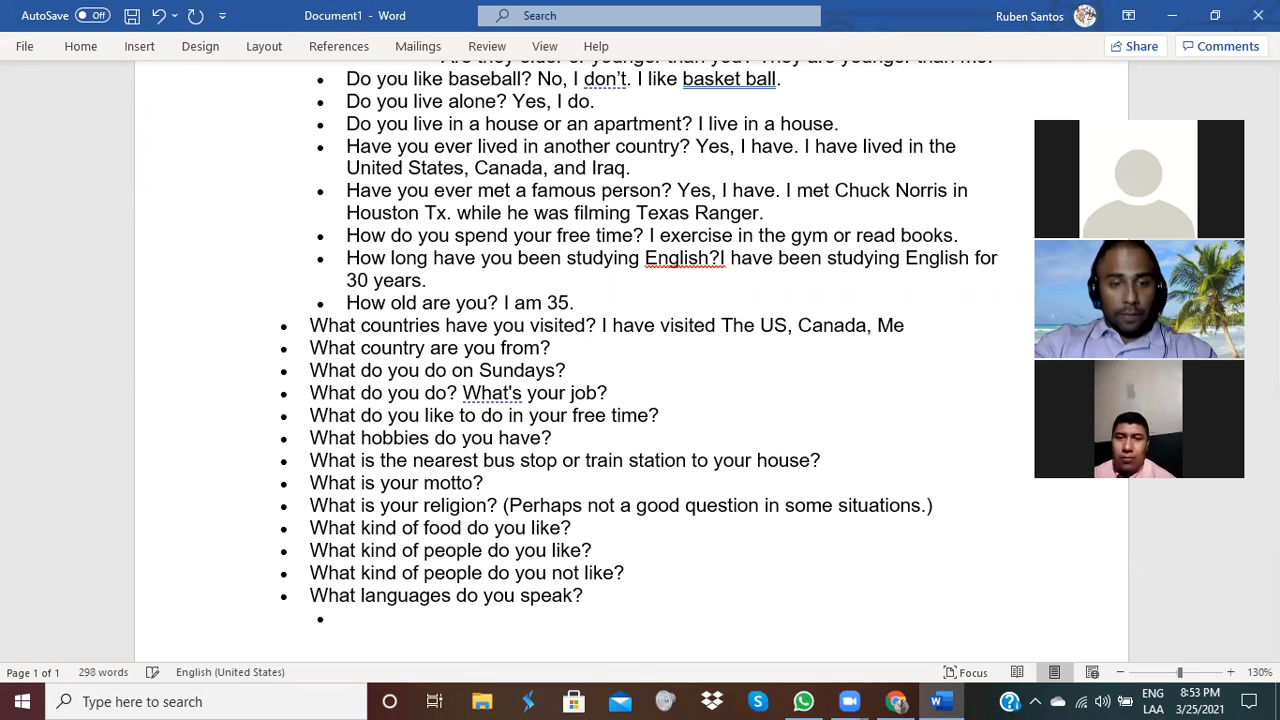 AutoSave Off Document1 - Word Search Ruben Santos
File Home Insert Design Layout References Mailings Review View Help Share Comments
Are they older or younger than you? They are younger than me.
Do you like baseball? No, I don't. I like basket ball.
Do you live alone? Yes, I do.
Do you live in a house or an apartment? I live in a house.
Have you ever lived in another country? Yes, I have. I have lived in the
United States, Canada, and Iraq.
Have you ever met a famous person? Yes, I have. I met Chuck Norris in
Houston Tx. while he was filming Texas Ranger.
How do you spend your free time? I exercise in the gym or read books.
How long have you been studying English?I have been studying English for
30 years.
How old are you? I am 35.
What countries have you visited? I have visited The US, Canada, Me
What country are you from?
What do you do on Sundays?
What do you do? What's your job?
What do you like to do in your free time?
What hobbies do you have?
What is the nearest bus stop or train station to your house?
What is your motto?
What is your religion? (Perhaps not a good question in some situations.)
What kind of food do you like?
What kind of people do you like?
What kind of people do you not like?
What languages do you speak?
Page 1 of 1 298 words English (United States) Focus 130%
Type here to search ENG LAA 8:53 PM 3/25/2021